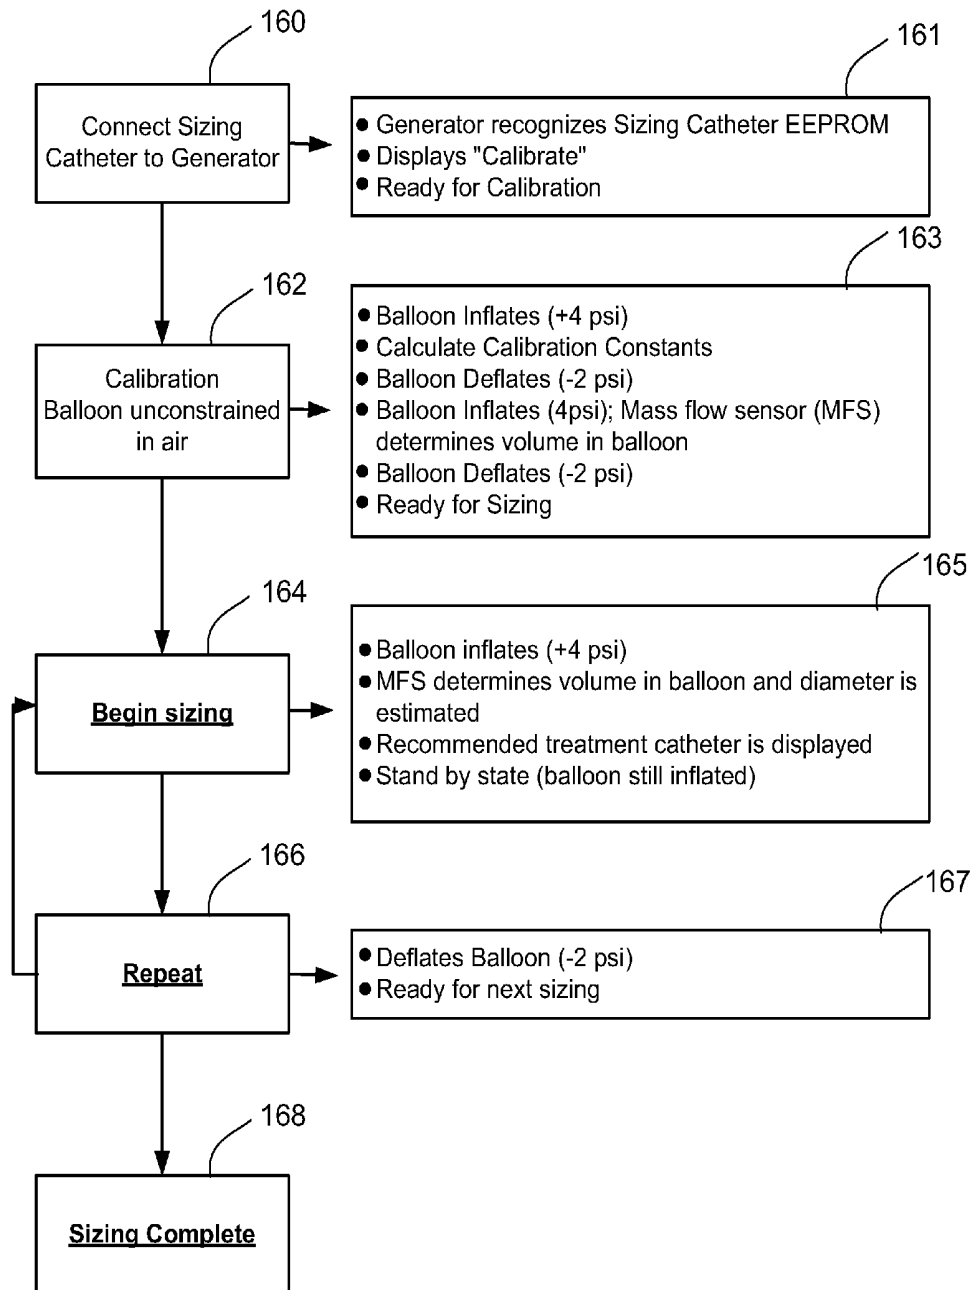 160
161
Connect Sizing
Catheter to Generator
● Generator recognizes Sizing Catheter EEPROM
● Displays "Calibrate"
● Ready for Calibration
162
163
Calibration
Balloon unconstrained
in air
● Balloon Inflates (+4 psi)
● Calculate Calibration Constants
● Balloon Deflates (-2 psi)
● Balloon Inflates (4psi); Mass flow sensor (MFS)
determines volume in balloon
● Balloon Deflates (-2 psi)
● Ready for Sizing
164
165
Begin sizing
● Balloon inflates (+4 psi)
● MFS determines volume in balloon and diameter is
estimated
● Recommended treatment catheter is displayed
● Stand by state (balloon still inflated)
166
167
Repeat
● Deflates Balloon (-2 psi)
● Ready for next sizing
168
Sizing Complete